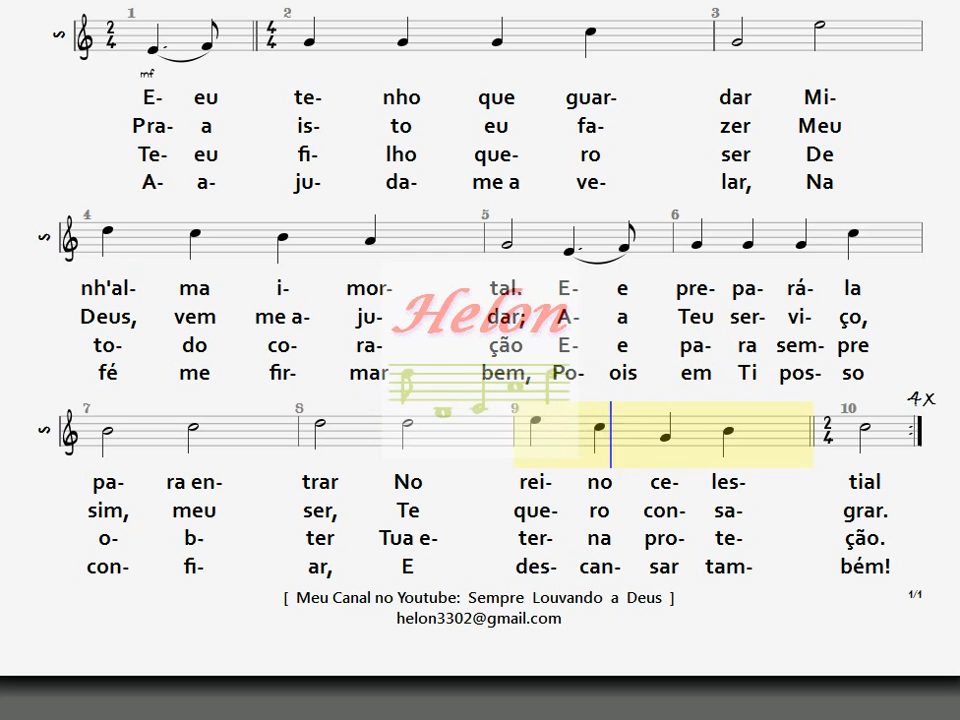 1 2 3
S
mf
E- eu te- nho que guar- dar Mi-
Pra- a is- to eu fa- zer Meu
Te- eu fi- lho que- ro ser De
A- a- ju- da- me a ve- lar, Na
4 5 6
S
nh'al- ma i- mor- tal. E- e pre- pa- rá- la
Deus, vem me a- ju- dar; A- a Teu ser- vi- ço,
to- do co- ra- ção E- e pa- ra sem- pre
fé me fir- mar bem, Po- ois em Ti pos- so
Helon
7 8 9 10 4X
S
pa- ra en- trar No rei- no ce- les- tial
sim, meu ser, Te que- ro con- sa- grar.
o- b- ter Tua e- ter- na pro- te- ção.
con- fi- ar, E des- can- sar tam- bém!
[ Meu Canal no Youtube: Sempre Louvando a Deus ] 1/1
helon3302@gmail.com